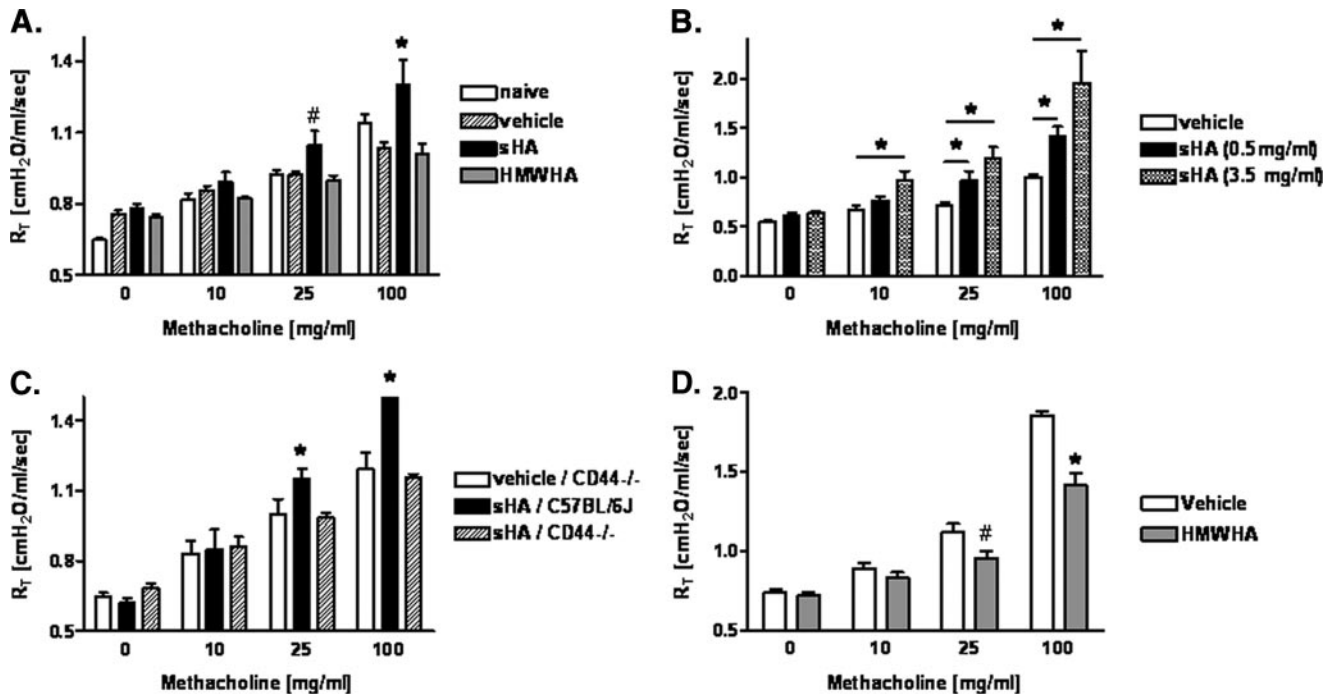 A.
R_T [cmH₂O/ml/sec]
1.4
1.1
0.8
0.5
#
*
0 10 25 100
Methacholine [mg/ml]
naive
vehicle
sHA
HMWHA
B.
R_T [cmH₂O/ml/sec]
2.0
1.5
1.0
0.5
0.0
*
* *
* *
0 10 25 100
Methacholine [mg/ml]
vehicle
sHA (0.5 mg/ml)
sHA (3.5 mg/ml)
C.
R_T [cmH₂O/ml/sec]
1.4
1.1
0.8
0.5
*
*
0 10 25 100
Methacholine [mg/ml]
vehicle / CD44-/-
sHA / C57BL/6J
sHA / CD44-/-
D.
R_T [cmH₂O/ml/sec]
2.0
1.5
1.0
0.5
#
*
0 10 25 100
Methacholine [mg/ml]
Vehicle
HMWHA